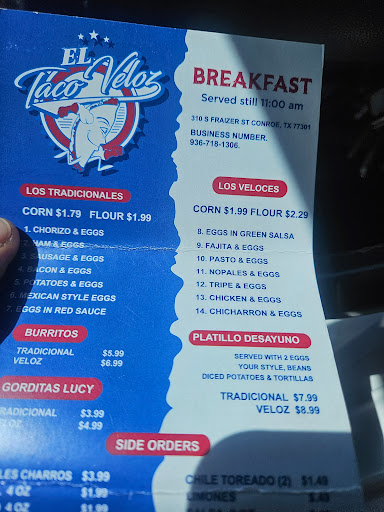 EL
Taco Veloz
BREAKFAST
Served still 11:00 am
310 S FRAIZER ST CONROE, TX 77301
BUSINESS NUMBER.
936-718-1306.
LOS TRADICIONALES
CORN $1.79 FLOUR $1.99
1. CHORIZO & EGGS
HAM & EGGS
SAUSAGE & EGGS
4. BACON & EGGS
5. POTATOES & EGGS
6. MEXICAN STYLE EGGS
7. EGGS IN RED SAUCE
LOS VELOCES
CORN $1.99 FLOUR $2.29
8. EGGS IN GREEN SALSA
9. FAJITA & EGGS
10. PASTO & EGGS
11. NOPALES & EGGS
12. TRIPE & EGGS
13. CHICKEN & EGGS
14. CHICHARRON & EGGS
BURRITOS
TRADICIONAL $5.99
VELOZ $6.99
PLATILLO DESAYUNO
SERVED WITH 2 EGGS
YOUR STYLE, BEANS
DICED POTATOES & TORTILLAS
TRADICIONAL $7.99
VELOZ $8.99
GORDITAS LUCY
RADICIONAL $3.99
VELOZ $4.99
SIDE ORDERS
LES CHARROS $3.99
4 OZ $1.99
4 OZ $1.99
CHILE TOREADO (2) $1.49
LIMONES $.49